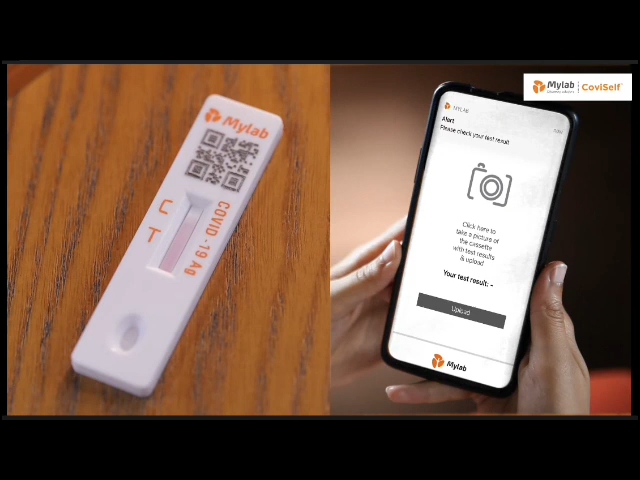 Mylab
C
T
COVID-19 Ag
Mylab
CoviSelf
MYLAB
Alert
Please check your test result
Click here to
take a picture of
the cassette
with test results
& upload
Your test result: -
Upload
Mylab